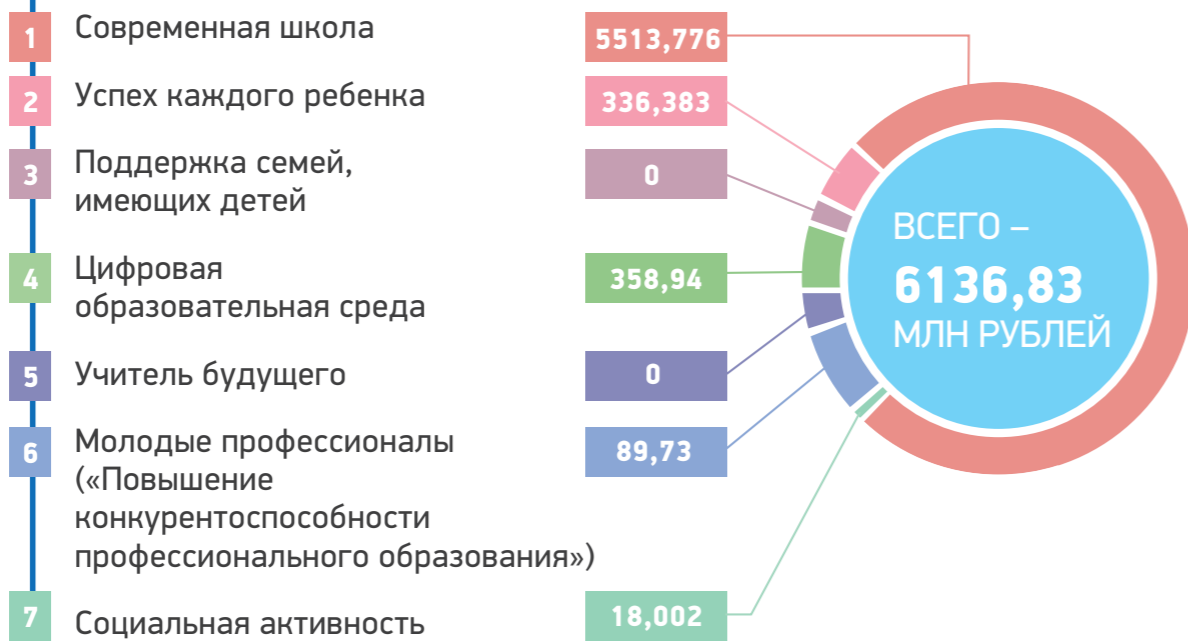 1 Современная школа 5513,776
2 Успех каждого ребенка 336,383
3 Поддержка семей,
имеющих детей 0
4 Цифровая
образовательная среда 358,94
5 Учитель будущего 0
6 Молодые профессионалы
(«Повышение
конкурентоспособности
профессионального образования») 89,73
7 Социальная активность 18,002
ВСЕГО –
6136,83
МЛН РУБЛЕЙ